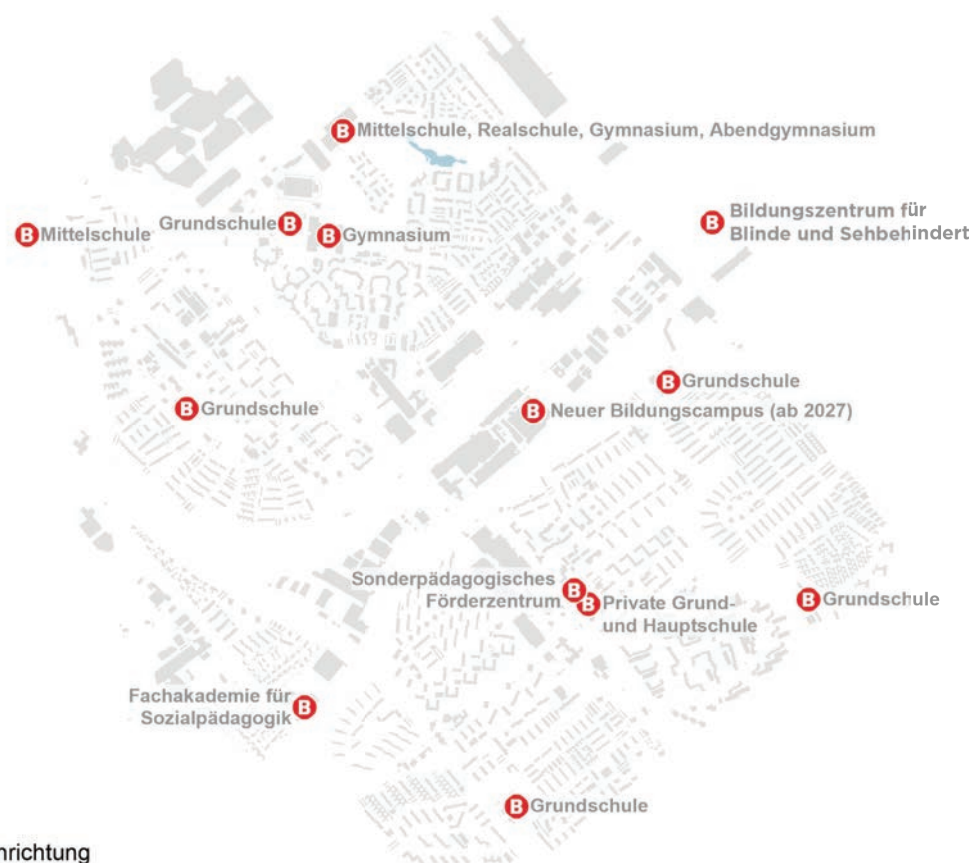 B Mittelschule, Realschule, Gymnasium, Abendgymnasium
B Bildungszentrum für
Blinde und Sehbehindert
Grundschule B
B Mittelschule
B Gymnasium
B Grundschule
B Grundschule
B Neuer Bildungscampus (ab 2027)
Sonderpädagogisches
Förderzentrum B
B Private Grund-
und Hauptschule
B Grundschule
Fachakademie für
Sozialpädagogik B
B Grundschule
nrichtung